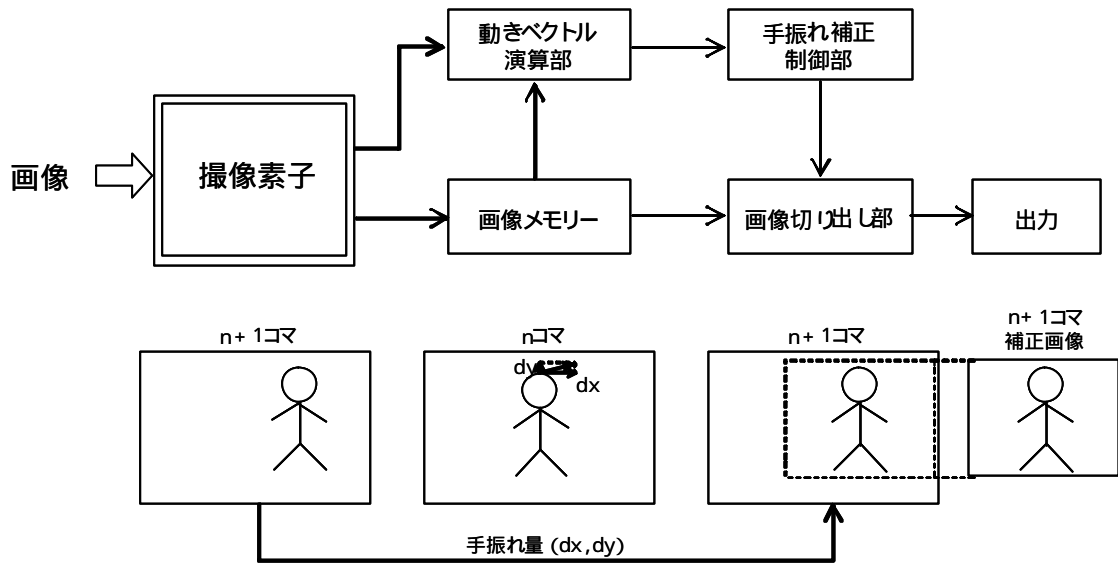 動きベクトル
演算部
手振れ補正
制御部
画像
撮像素子
画像メモリー
画像切り出し部
出力
n+1コマ
nコマ
n+1コマ
n+1コマ
補正画像
dy
dx
手振れ量 (dx,dy)